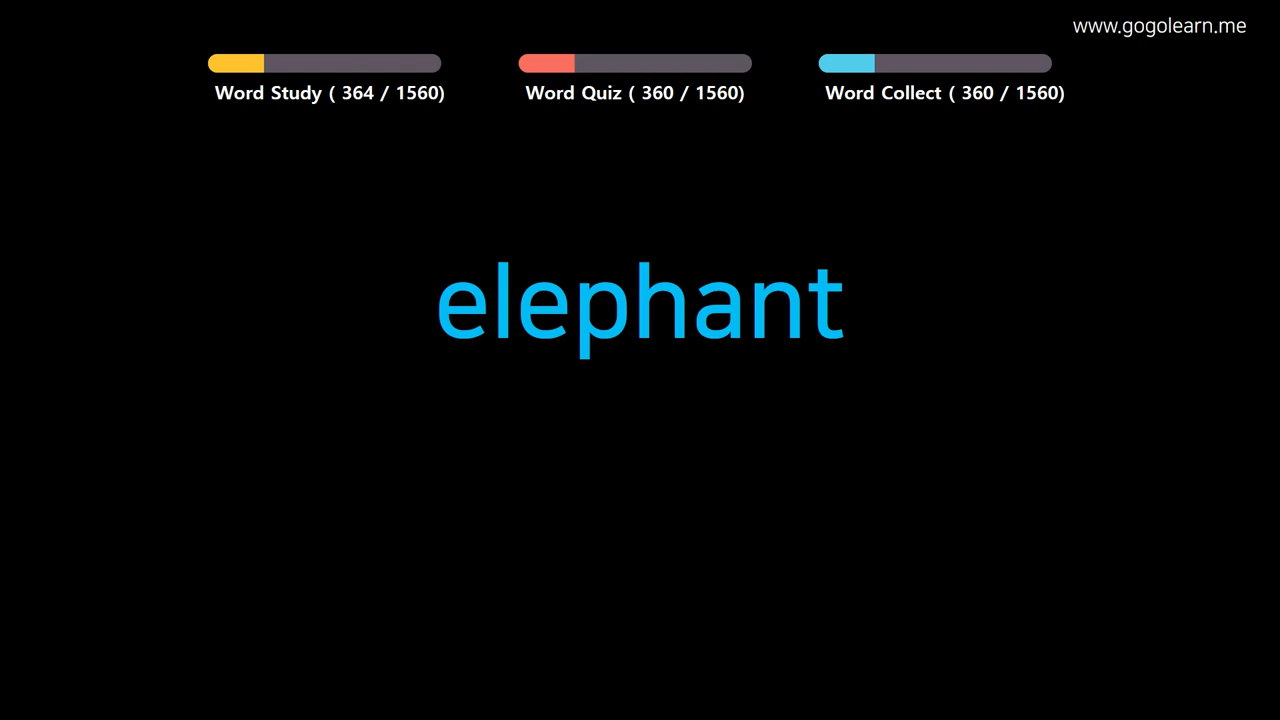 www.gogolearn.me
Word Study ( 364 / 1560)
Word Quiz ( 360 / 1560)
Word Collect ( 360 / 1560)
elephant